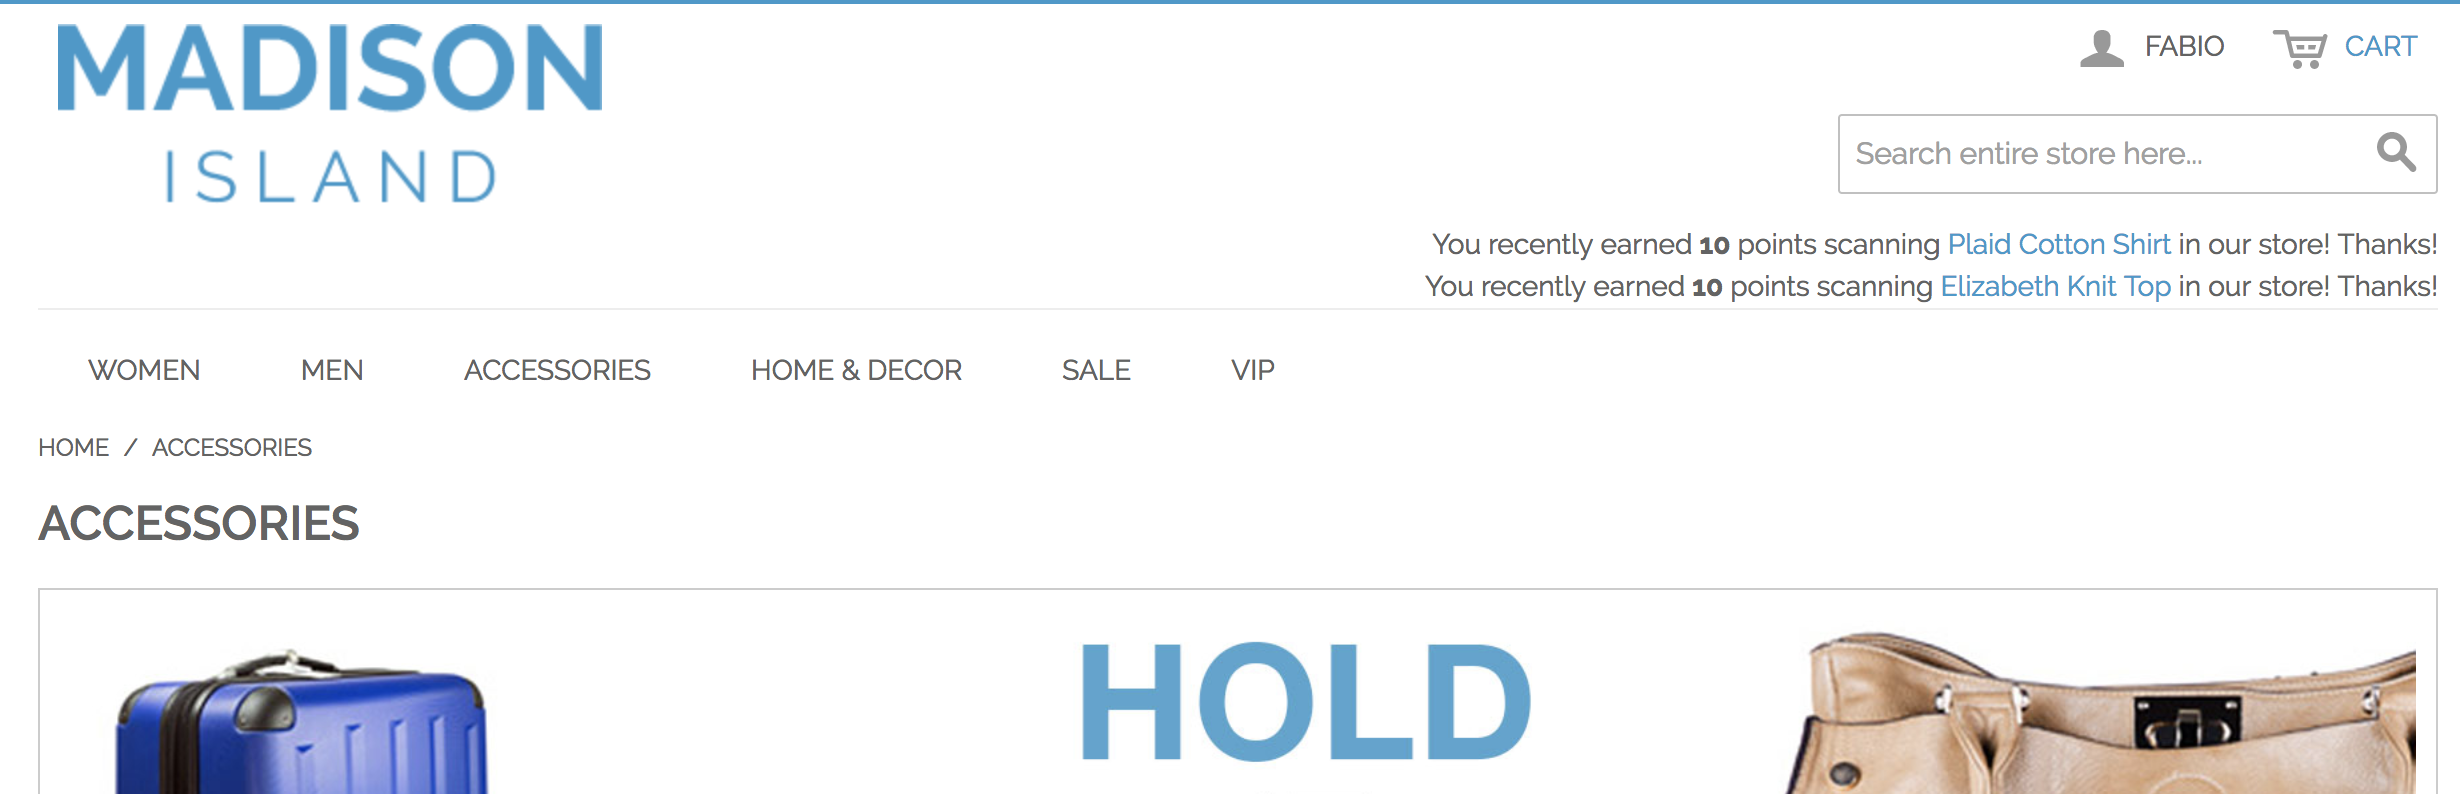 MADISON
ISLAND
FABIO
CART
Search entire store here...
You recently earned 10 points scanning Plaid Cotton Shirt in our store! Thanks!
You recently earned 10 points scanning Elizabeth Knit Top in our store! Thanks!
WOMEN MEN ACCESSORIES HOME & DECOR SALE VIP
HOME / ACCESSORIES
ACCESSORIES
HOLD